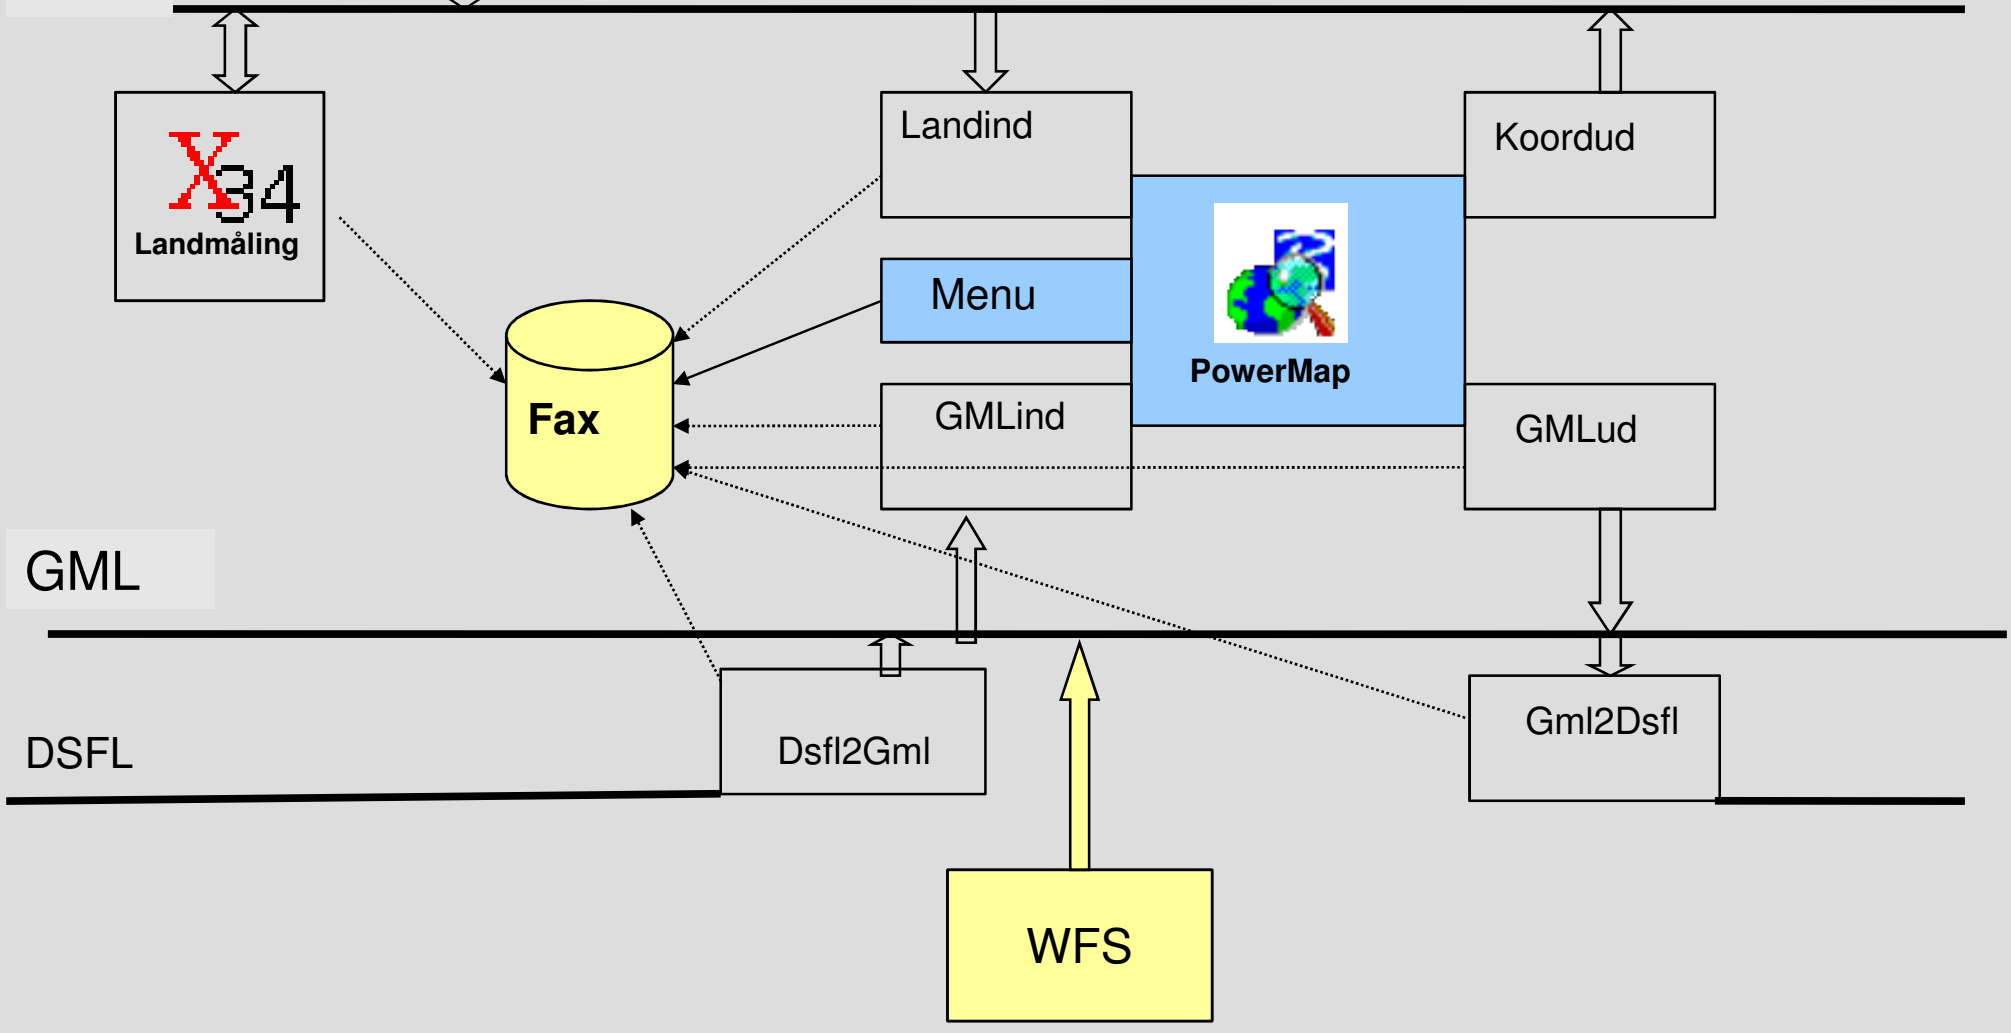 Landind
Koordud
X34
Landmåling
Menu
PowerMap
Fax
GMLind
GMLud
GML
DSFL
Dsfl2Gml
Gml2Dsfl
WFS